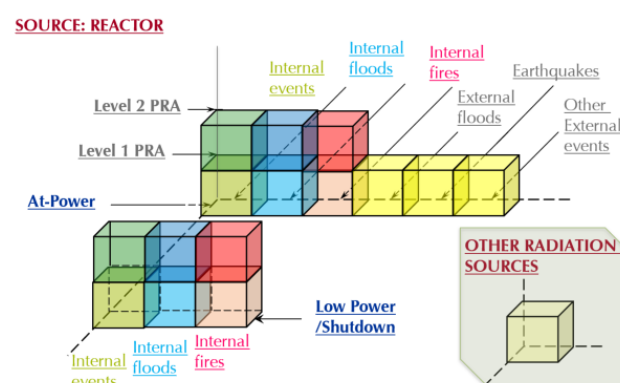 SOURCE: REACTOR
Internal
floods
Internal
events
Internal
fires
Earthquakes
External
floods
Other
External
events
Level 2 PRA
Level 1 PRA
At-Power
OTHER RADIATION
SOURCES
Low Power
/Shutdown
Internal
events
Internal
floods
Internal
fires